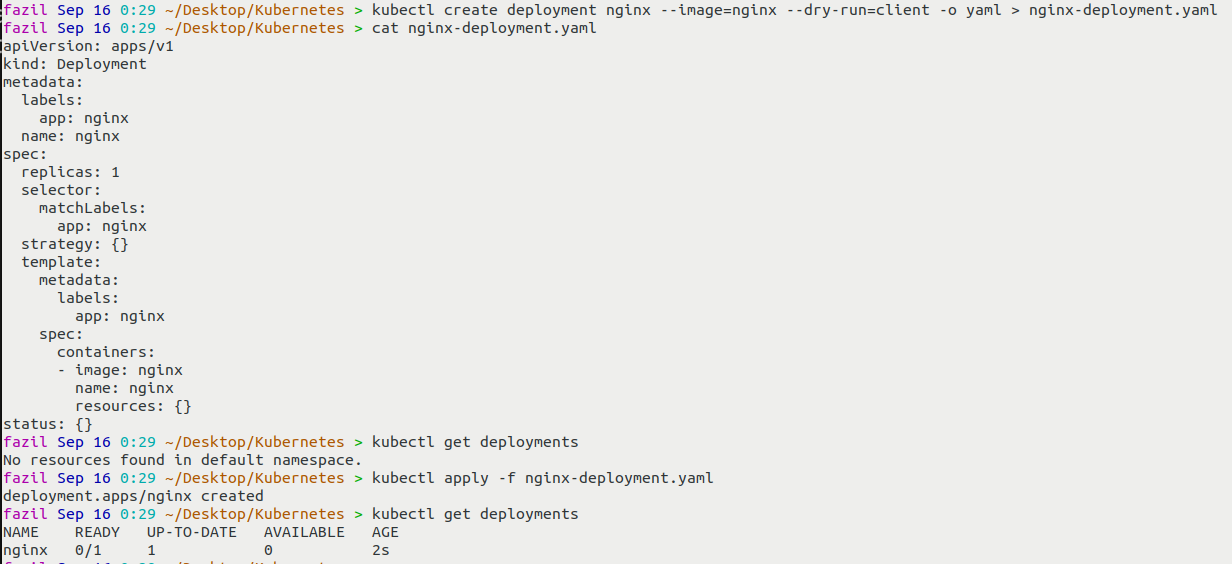 fazil Sep 16 0:29 ~/Desktop/Kubernetes > kubectl create deployment nginx --image=nginx --dry-run=client -o yaml > nginx-deployment.yaml
fazil Sep 16 0:29 ~/Desktop/Kubernetes > cat nginx-deployment.yaml
apiVersion: apps/v1
kind: Deployment
metadata:
  labels:
    app: nginx
  name: nginx
spec:
  replicas: 1
  selector:
    matchLabels:
      app: nginx
  strategy: {}
  template:
    metadata:
      labels:
        app: nginx
    spec:
      containers:
      - image: nginx
        name: nginx
        resources: {}
status: {}
fazil Sep 16 0:29 ~/Desktop/Kubernetes > kubectl get deployments
No resources found in default namespace.
fazil Sep 16 0:29 ~/Desktop/Kubernetes > kubectl apply -f nginx-deployment.yaml
deployment.apps/nginx created
fazil Sep 16 0:29 ~/Desktop/Kubernetes > kubectl get deployments
NAME    READY   UP-TO-DATE   AVAILABLE   AGE
nginx   0/1     1            0           2s